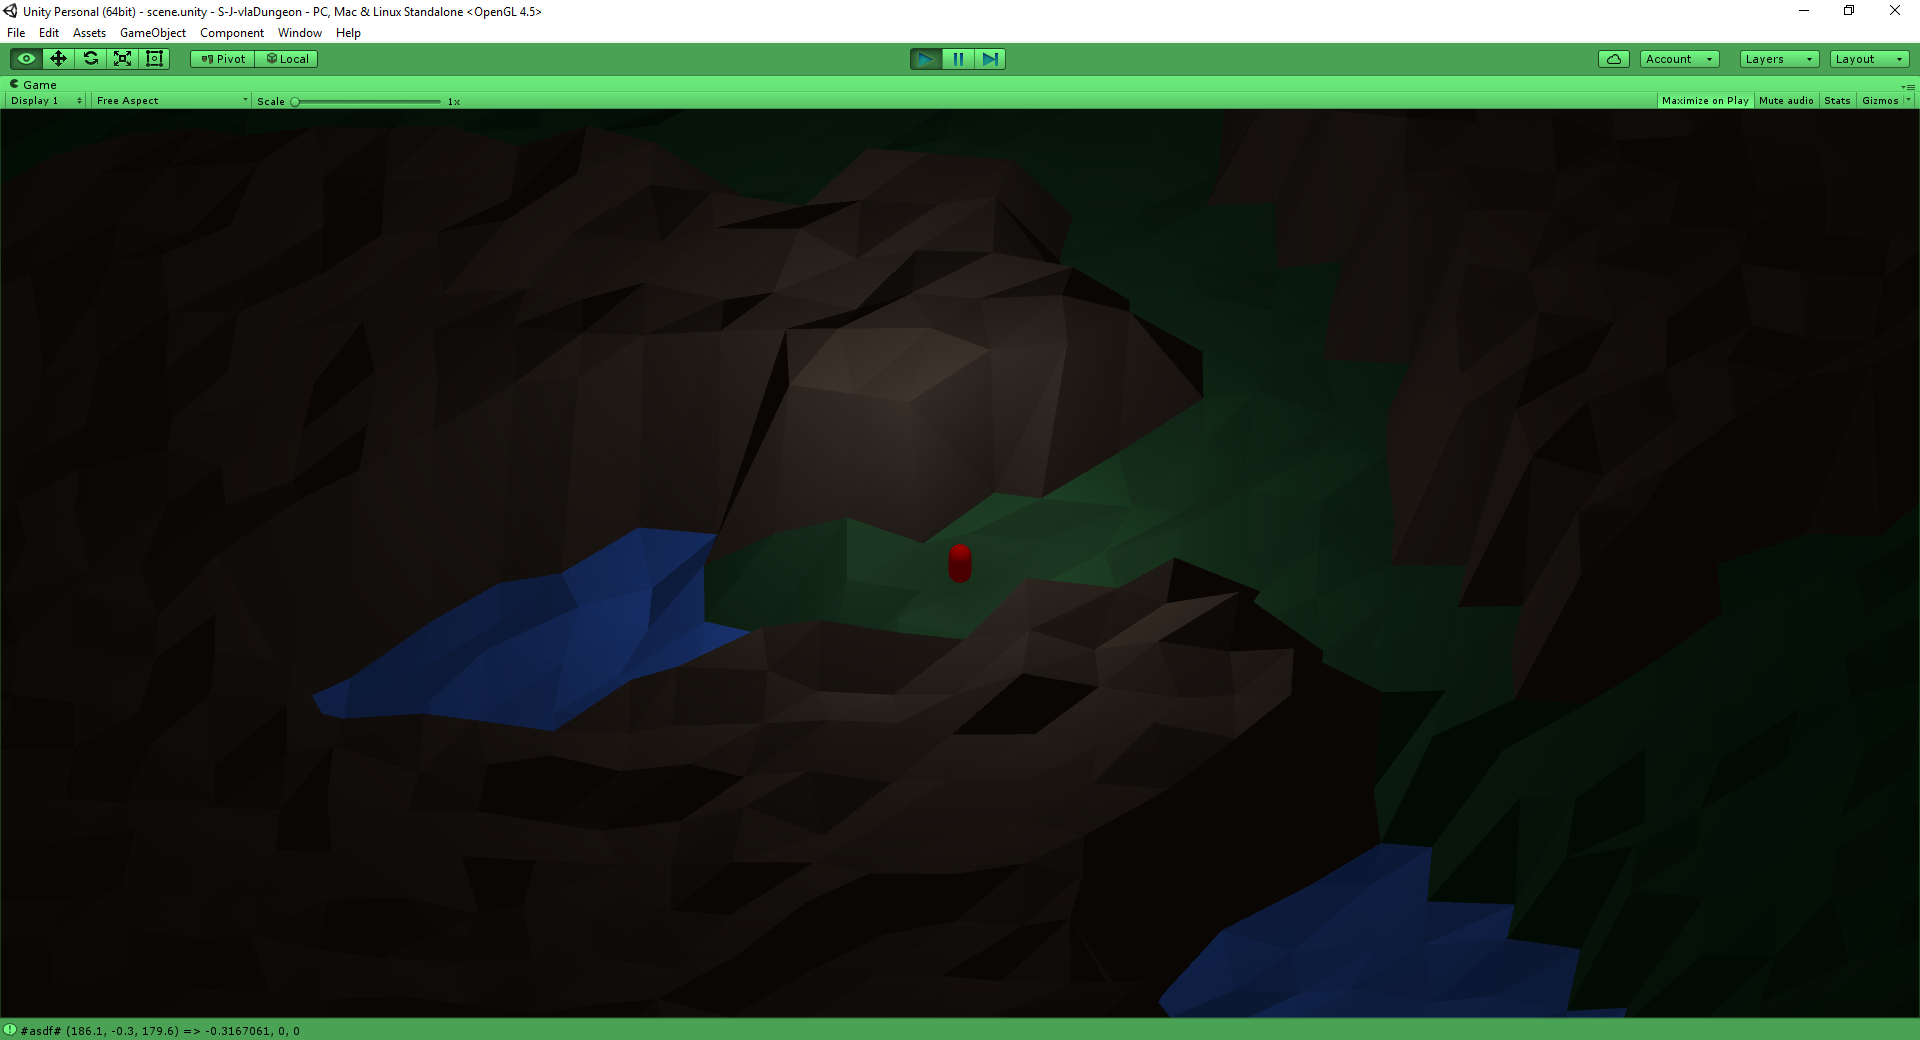 Unity Personal (64bit) - scene.unity - S-J-vlaDungeon - PC, Mac & Linux Standalone <OpenGL 4.5>
File Edit Assets GameObject Component Window Help
Pivot Local Account Layers Layout
Game
Display 1 Free Aspect Scale 1x Maximize on Play Mute audio Stats Gizmos
#asdf# (186.1, -0.3, 179.6) => -0.3167061, 0, 0